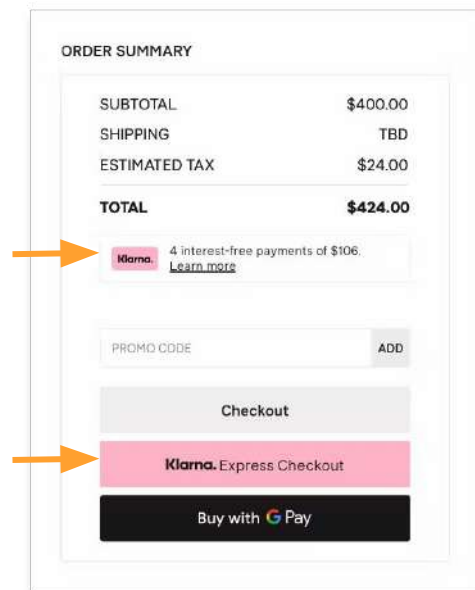 ORDER SUMMARY
SUBTOTAL $400.00
SHIPPING TBD
ESTIMATED TAX $24.00
TOTAL $424.00
Klarna. 4 interest-free payments of $106.
Learn more
PROMO CODE ADD
Checkout
Klarna. Express Checkout
Buy with G Pay